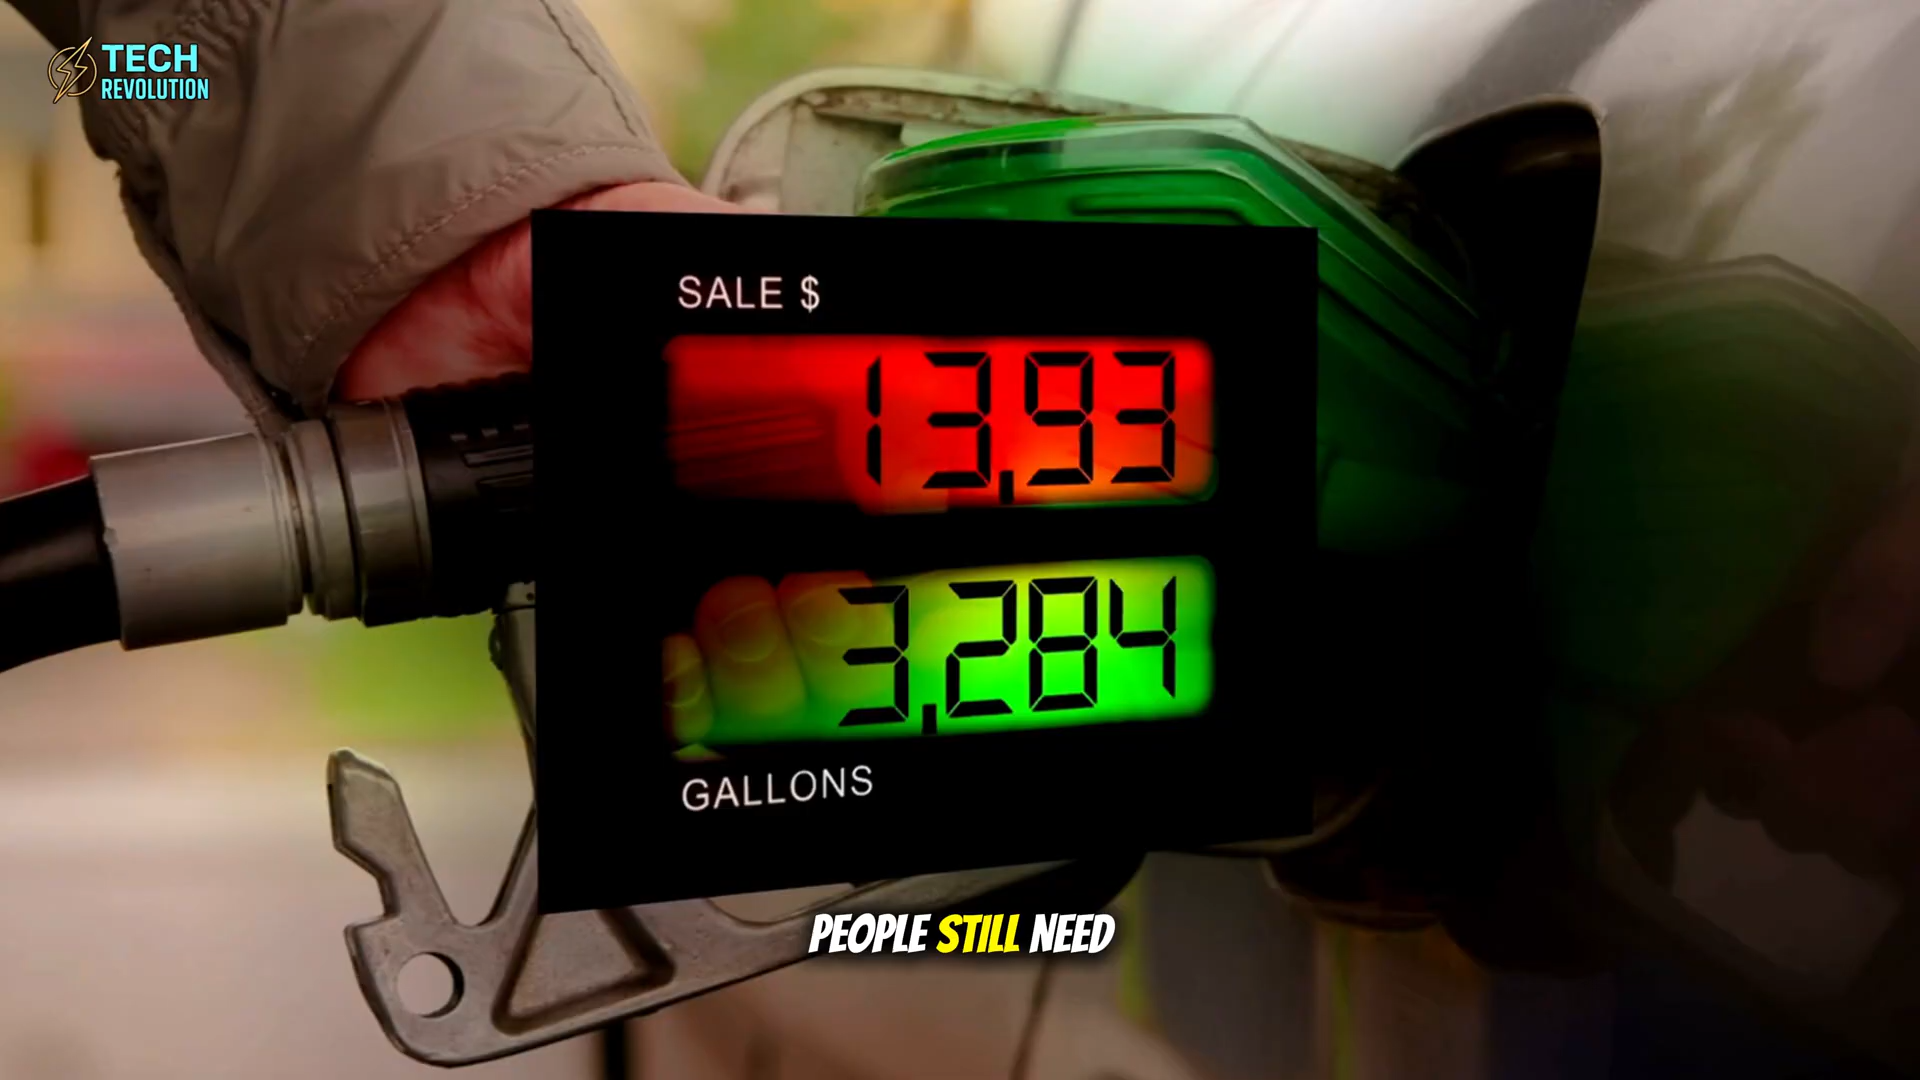 TECH
REVOLUTION
SALE $
13,93
3,284
GALLONS
PEOPLE STILL NEED